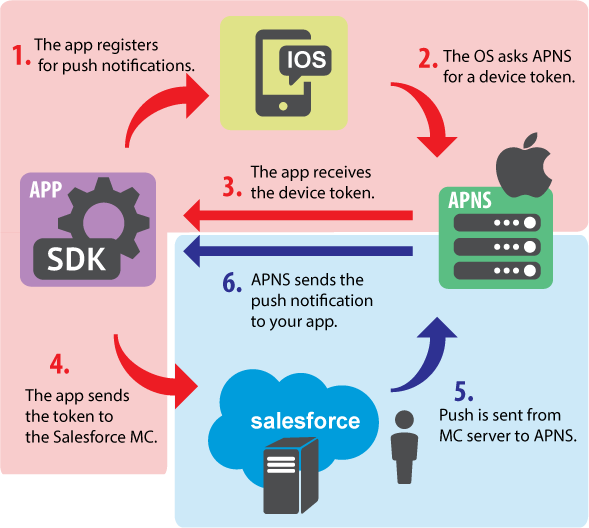 1. The app registers
for push notifications.
IOS
2. The OS asks APNS
for a device token.
3. The app receives
the device token.
APP
SDK
APNS
6. APNS sends the
push notification
to your app.
4.
The app sends
the token to
the Salesforce MC.
salesforce
5.
Push is sent from
MC server to APNS.